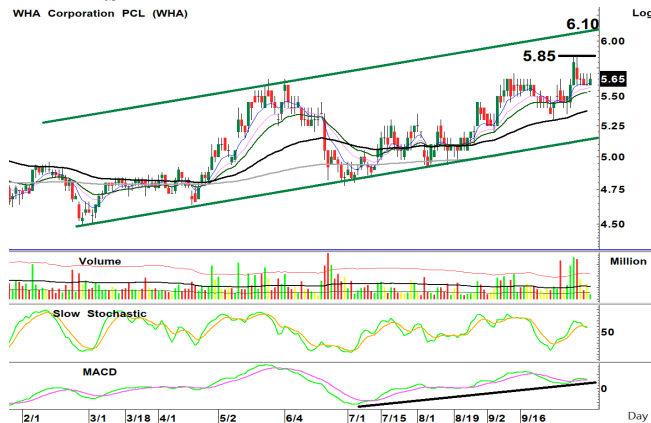 WHA Corporation PCL (WHA)
Log
6.10
6.00
5.85
5.65
5.50
5.25
5.00
4.75
4.50
Volume
Million
Slow Stochastic
50
MACD
0
2/1 3/1 3/18 4/1 5/2 6/4 7/1 7/15 8/1 8/19 9/2 9/16 Day